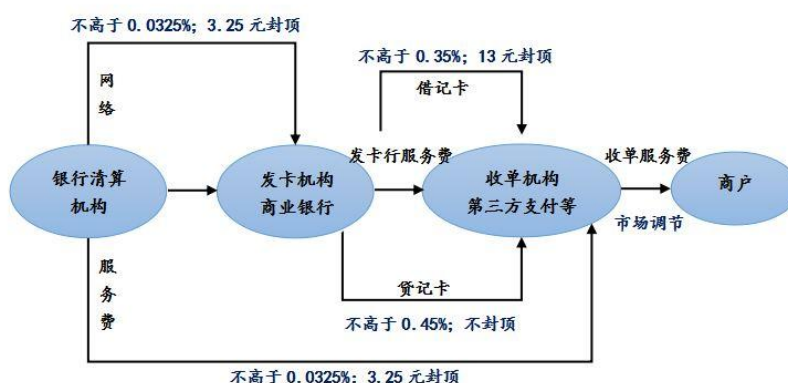 不高于 0.0325%；3.25 元封顶
不高于 0.35%；13 元封顶
网
络
借记卡
发卡行服务费
收单服务费
银行清算
机构
发卡机构
商业银行
收单机构
第三方支付等
商户
市场调节
服
务
费
贷记卡
不高于 0.45%；不封顶
不高于 0.0325%；3.25 元封顶